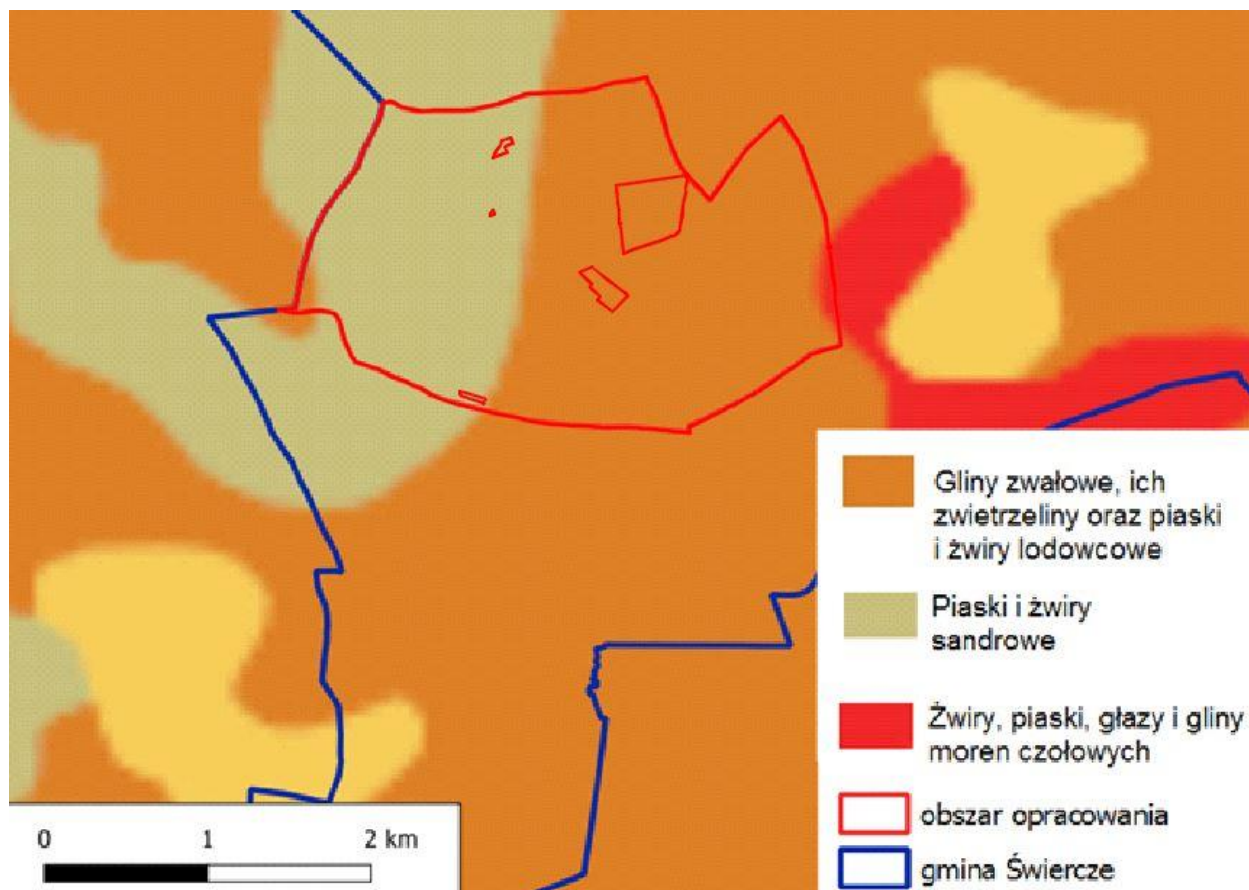 Gliny zwałowe, ich
zwietrzeliny oraz piaski
i żwiry lodowcowe
Piaski i żwiry
sandrowe
Żwiry, piaski, głazy i gliny
moren czołowych
obszar opracowania
gmina Świercze
0 1 2 km